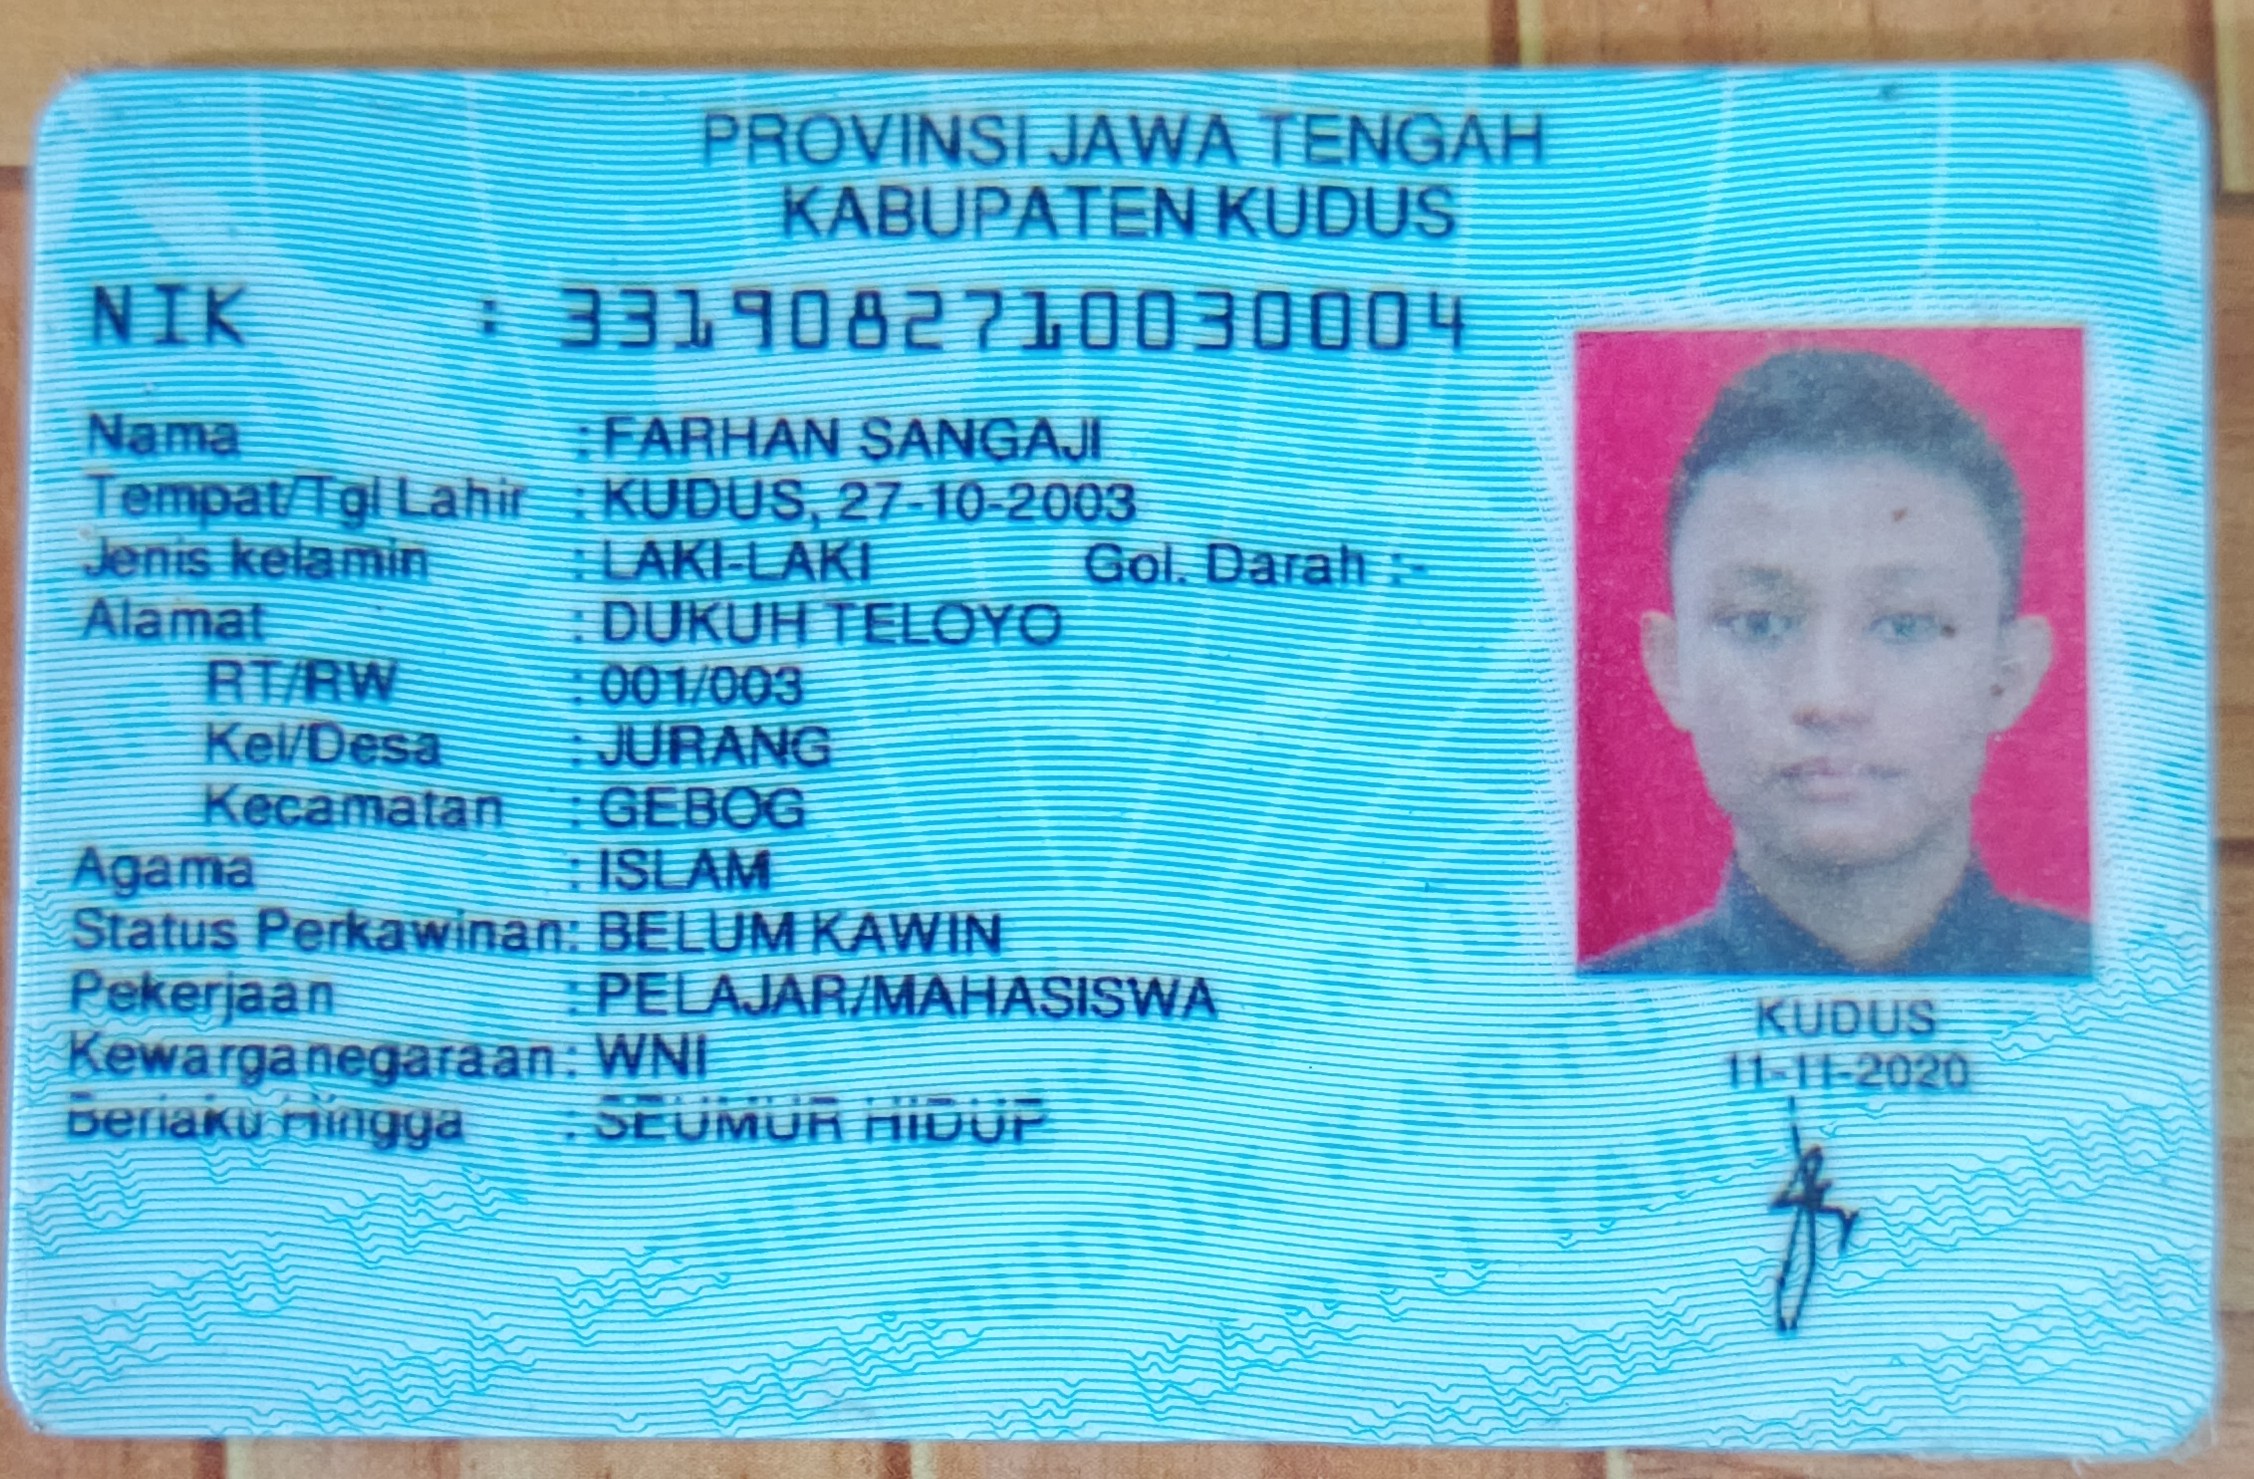 PROVINSI JAWA TENGAH
KABUPATEN KUDUS
NIK : 3319082710030004
Nama : FARHAN SANGAJI
Tempat/Tgl Lahir : KUDUS, 27-10-2003
Jenis kelamin : LAKI-LAKI Gol. Darah :-
Alamat : DUKUH TELOYO
RT/RW : 001/003
Kel/Desa : JURANG
Kecamatan : GEBOG
Agama : ISLAM
Status Perkawinan: BELUM KAWIN
Pekerjaan : PELAJAR/MAHASISWA
Kewarganegaraan: WNI
Berlaku Hingga : SEUMUR HIDUP
KUDUS
11-11-2020